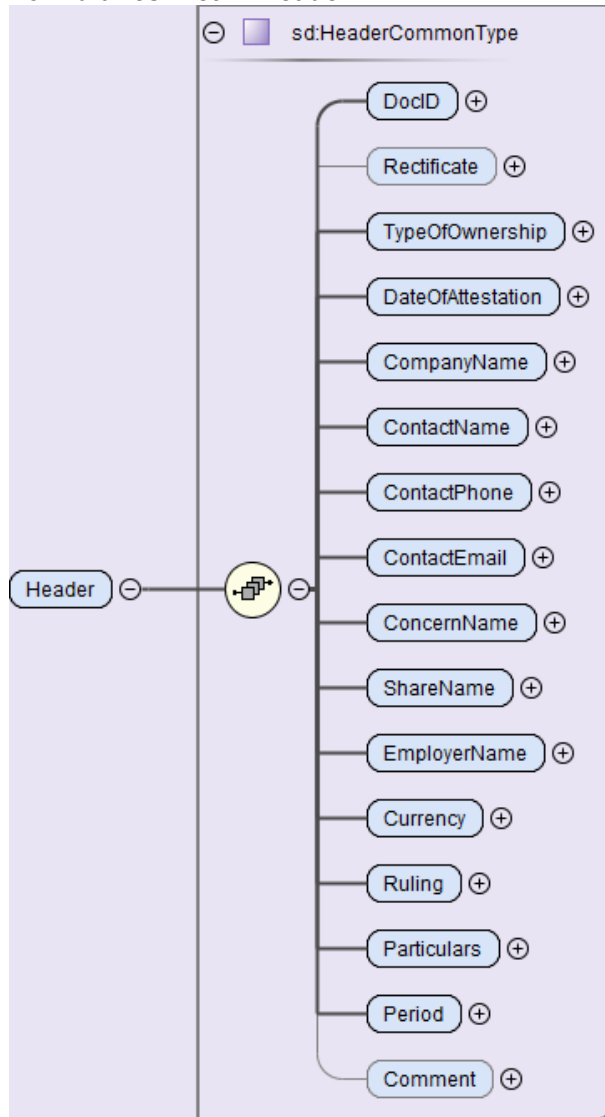 sd:HeaderCommonType
DocID
Rectificate
TypeOfOwnership
DateOfAttestation
CompanyName
ContactName
ContactPhone
ContactEmail
Header
ConcernName
ShareName
EmployerName
Currency
Ruling
Particulars
Period
Comment